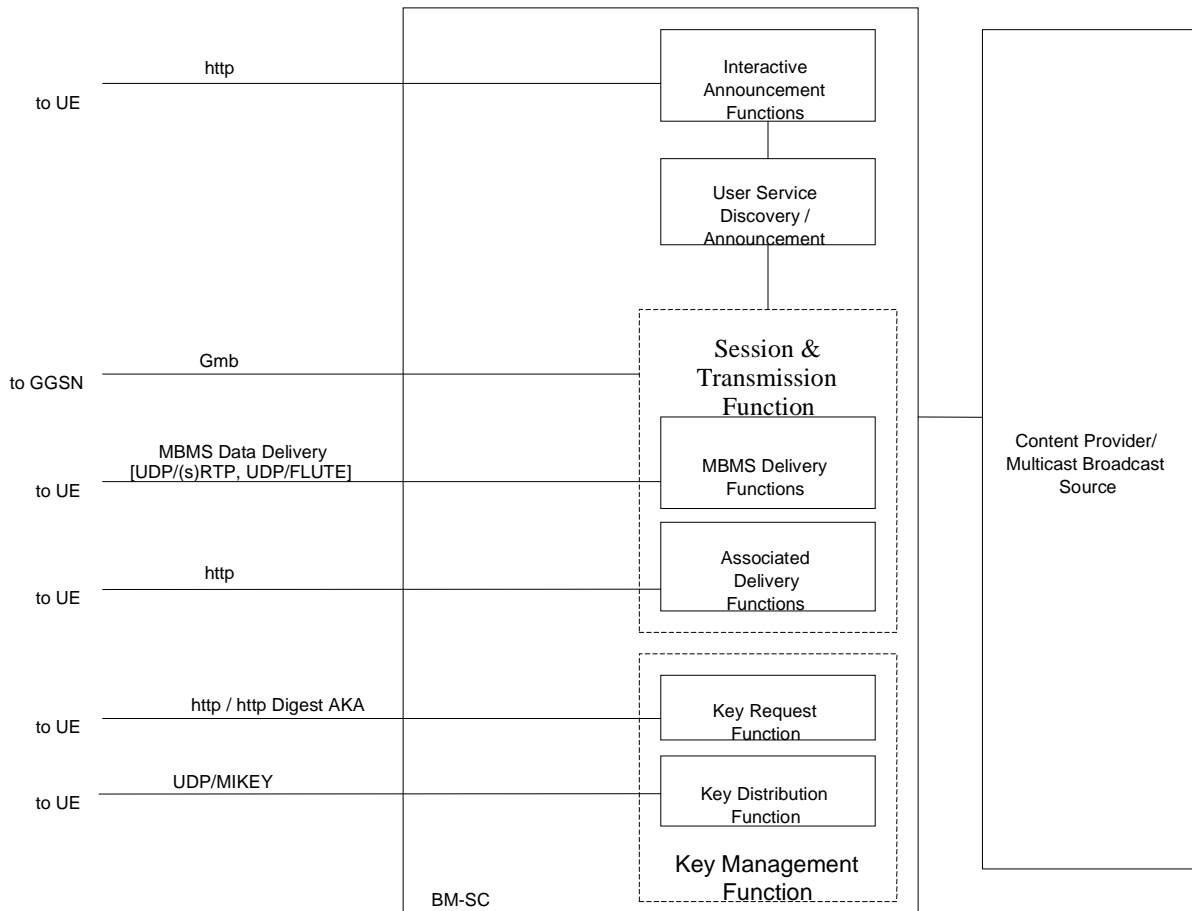 http
to UE
Interactive
Announcement
Functions
User Service
Discovery /
Announcement
Gmb
to GGSN
Session &
Transmission
Function
MBMS Data Delivery
[UDP/(s)RTP, UDP/FLUTE]
to UE
MBMS Delivery
Functions
Content Provider/
Multicast Broadcast
Source
http
to UE
Associated
Delivery
Functions
http / http Digest AKA
to UE
Key Request
Function
UDP/MIKEY
to UE
Key Distribution
Function
Key Management
Function
BM-SC